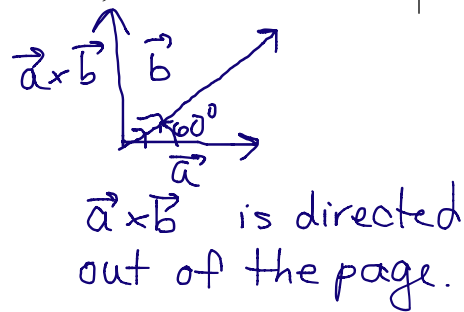 a⃗ × b⃗
b⃗
60°
a⃗
a⃗ × b⃗ is directed
out of the page.